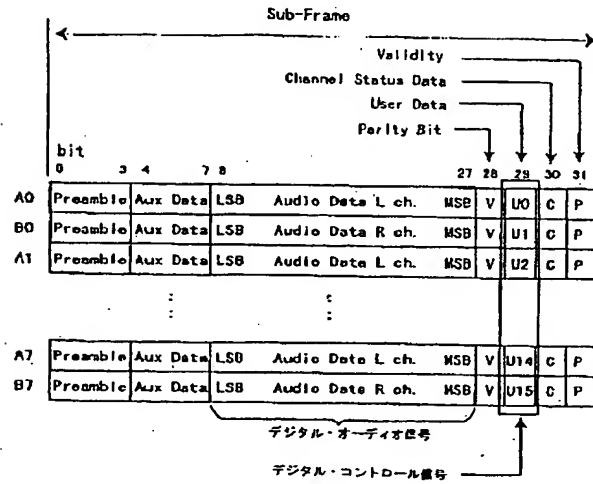 Sub-Frame
Validity
Channel Status Data
User Data
Parity Bit
bit
0 3 4 7 8 27 28 29 30 31
A0 Preamble Aux Data LSB Audio Data L ch. MSB V U0 C P
B0 Preamble Aux Data LSB Audio Data R ch. MSB V U1 C P
A1 Preamble Aux Data LSB Audio Data L ch. MSB V U2 C P
A7 Preamble Aux Data LSB Audio Data L ch. MSB V U14 C P
B7 Preamble Aux Data LSB Audio Data R ch. MSB V U15 C P
デジタル・オーディオ信号
デジタル・コントロール信号